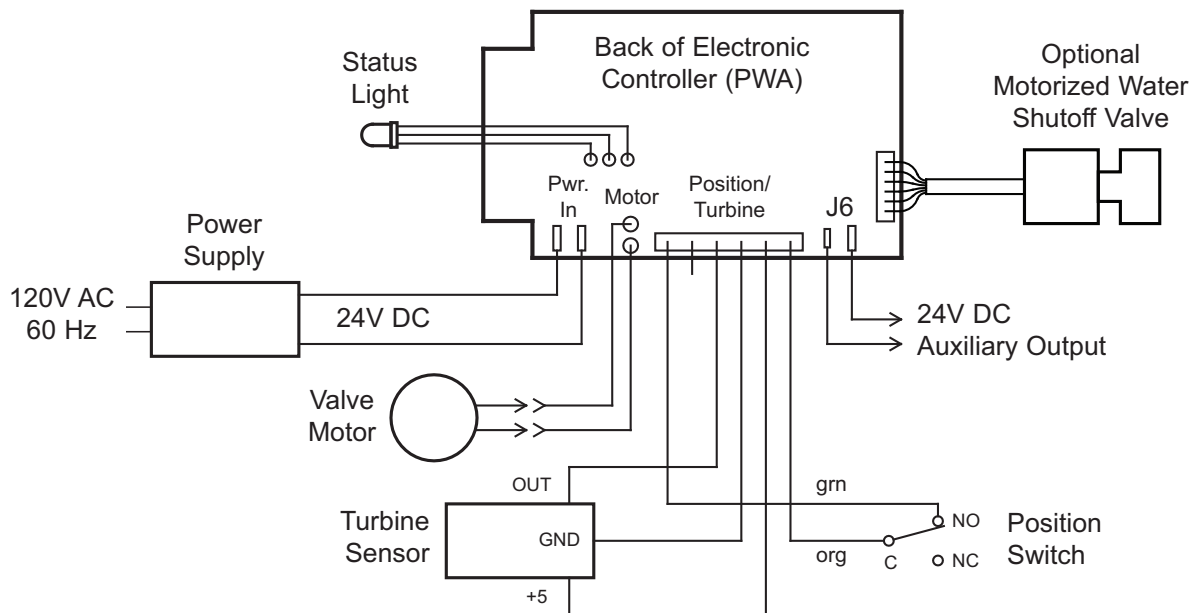 Back of Electronic
Controller (PWA)
Status
Light
Optional
Motorized Water
Shutoff Valve
Pwr.
In
Motor
Position/
Turbine
J6
Power
Supply
120V AC
60 Hz
24V DC
24V DC
Auxiliary Output
Valve
Motor
OUT
Turbine
Sensor
GND
+5
grn
org
NO
C
NC
Position
Switch